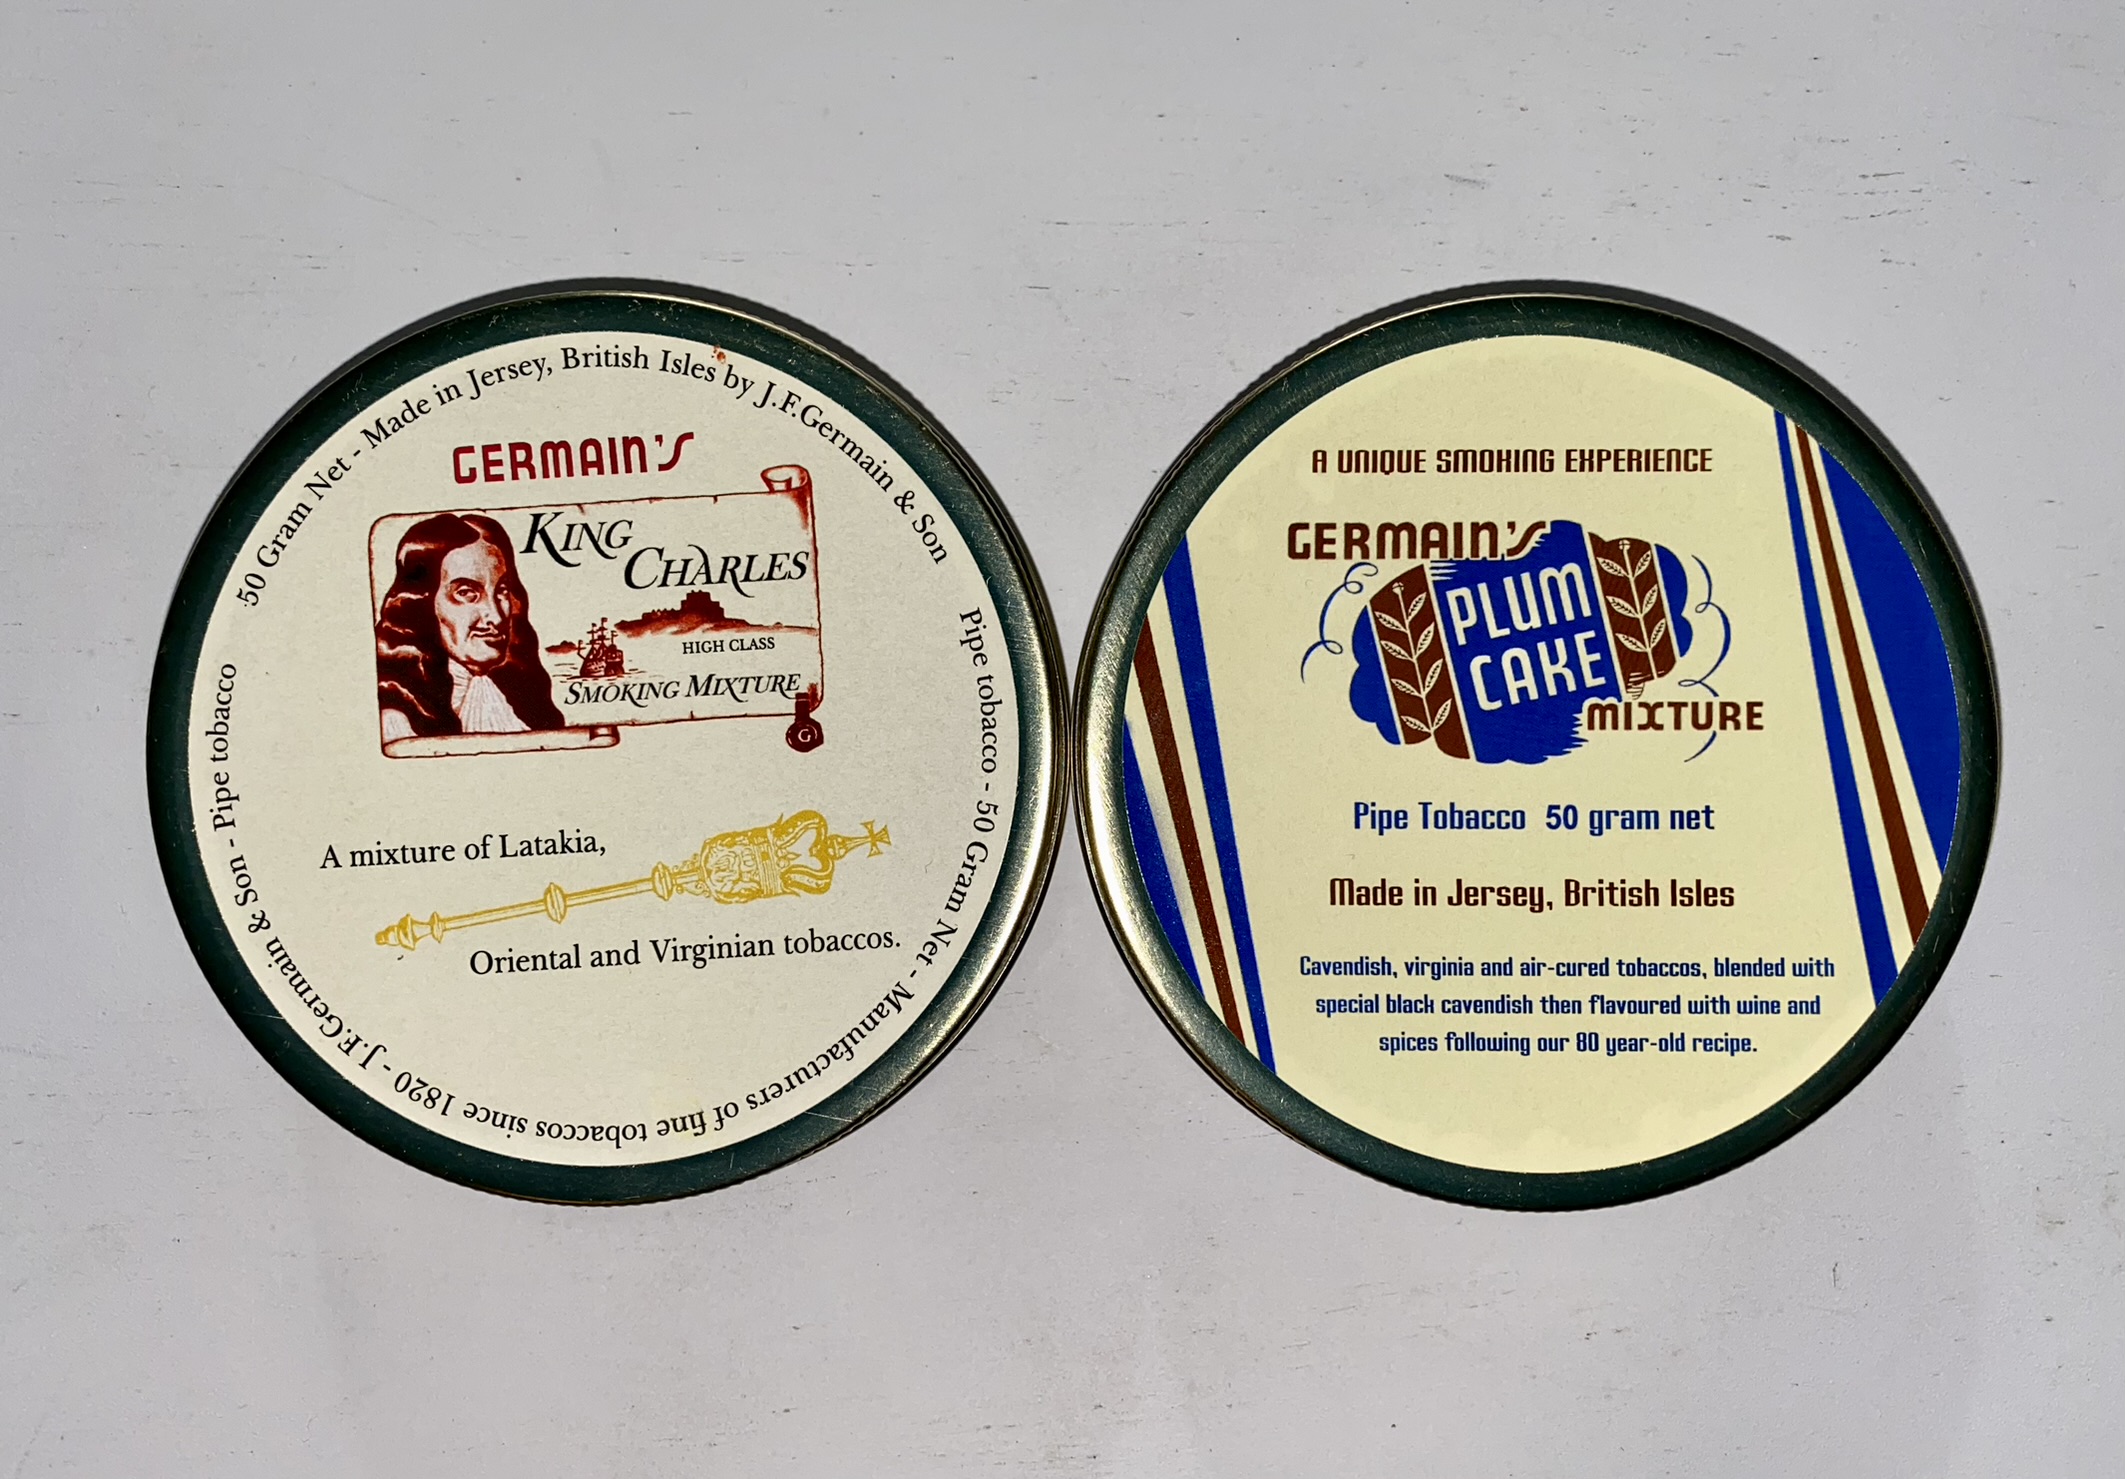 50 Gram Net - Made in Jersey, British Isles by J.F.Germain & Son
Pipe tobacco - 50 Gram Net - Manufacturers of fine tobaccos since 1820 - J.F.Germain & Son - Pipe tobacco
GERMAIN'S
KING
CHARLES
HIGH CLASS
SMOKING MIXTURE
G
A mixture of Latakia,
Oriental and Virginian tobaccos.
A UNIQUE SMOKING EXPERIENCE
GERMAIN'S
PLUM
CAKE
MIXTURE
Pipe Tobacco 50 gram net
Made in Jersey, British Isles
Cavendish, virginia and air-cured tobaccos, blended with
special black cavendish then flavoured with wine and
spices following our 80 year-old recipe.